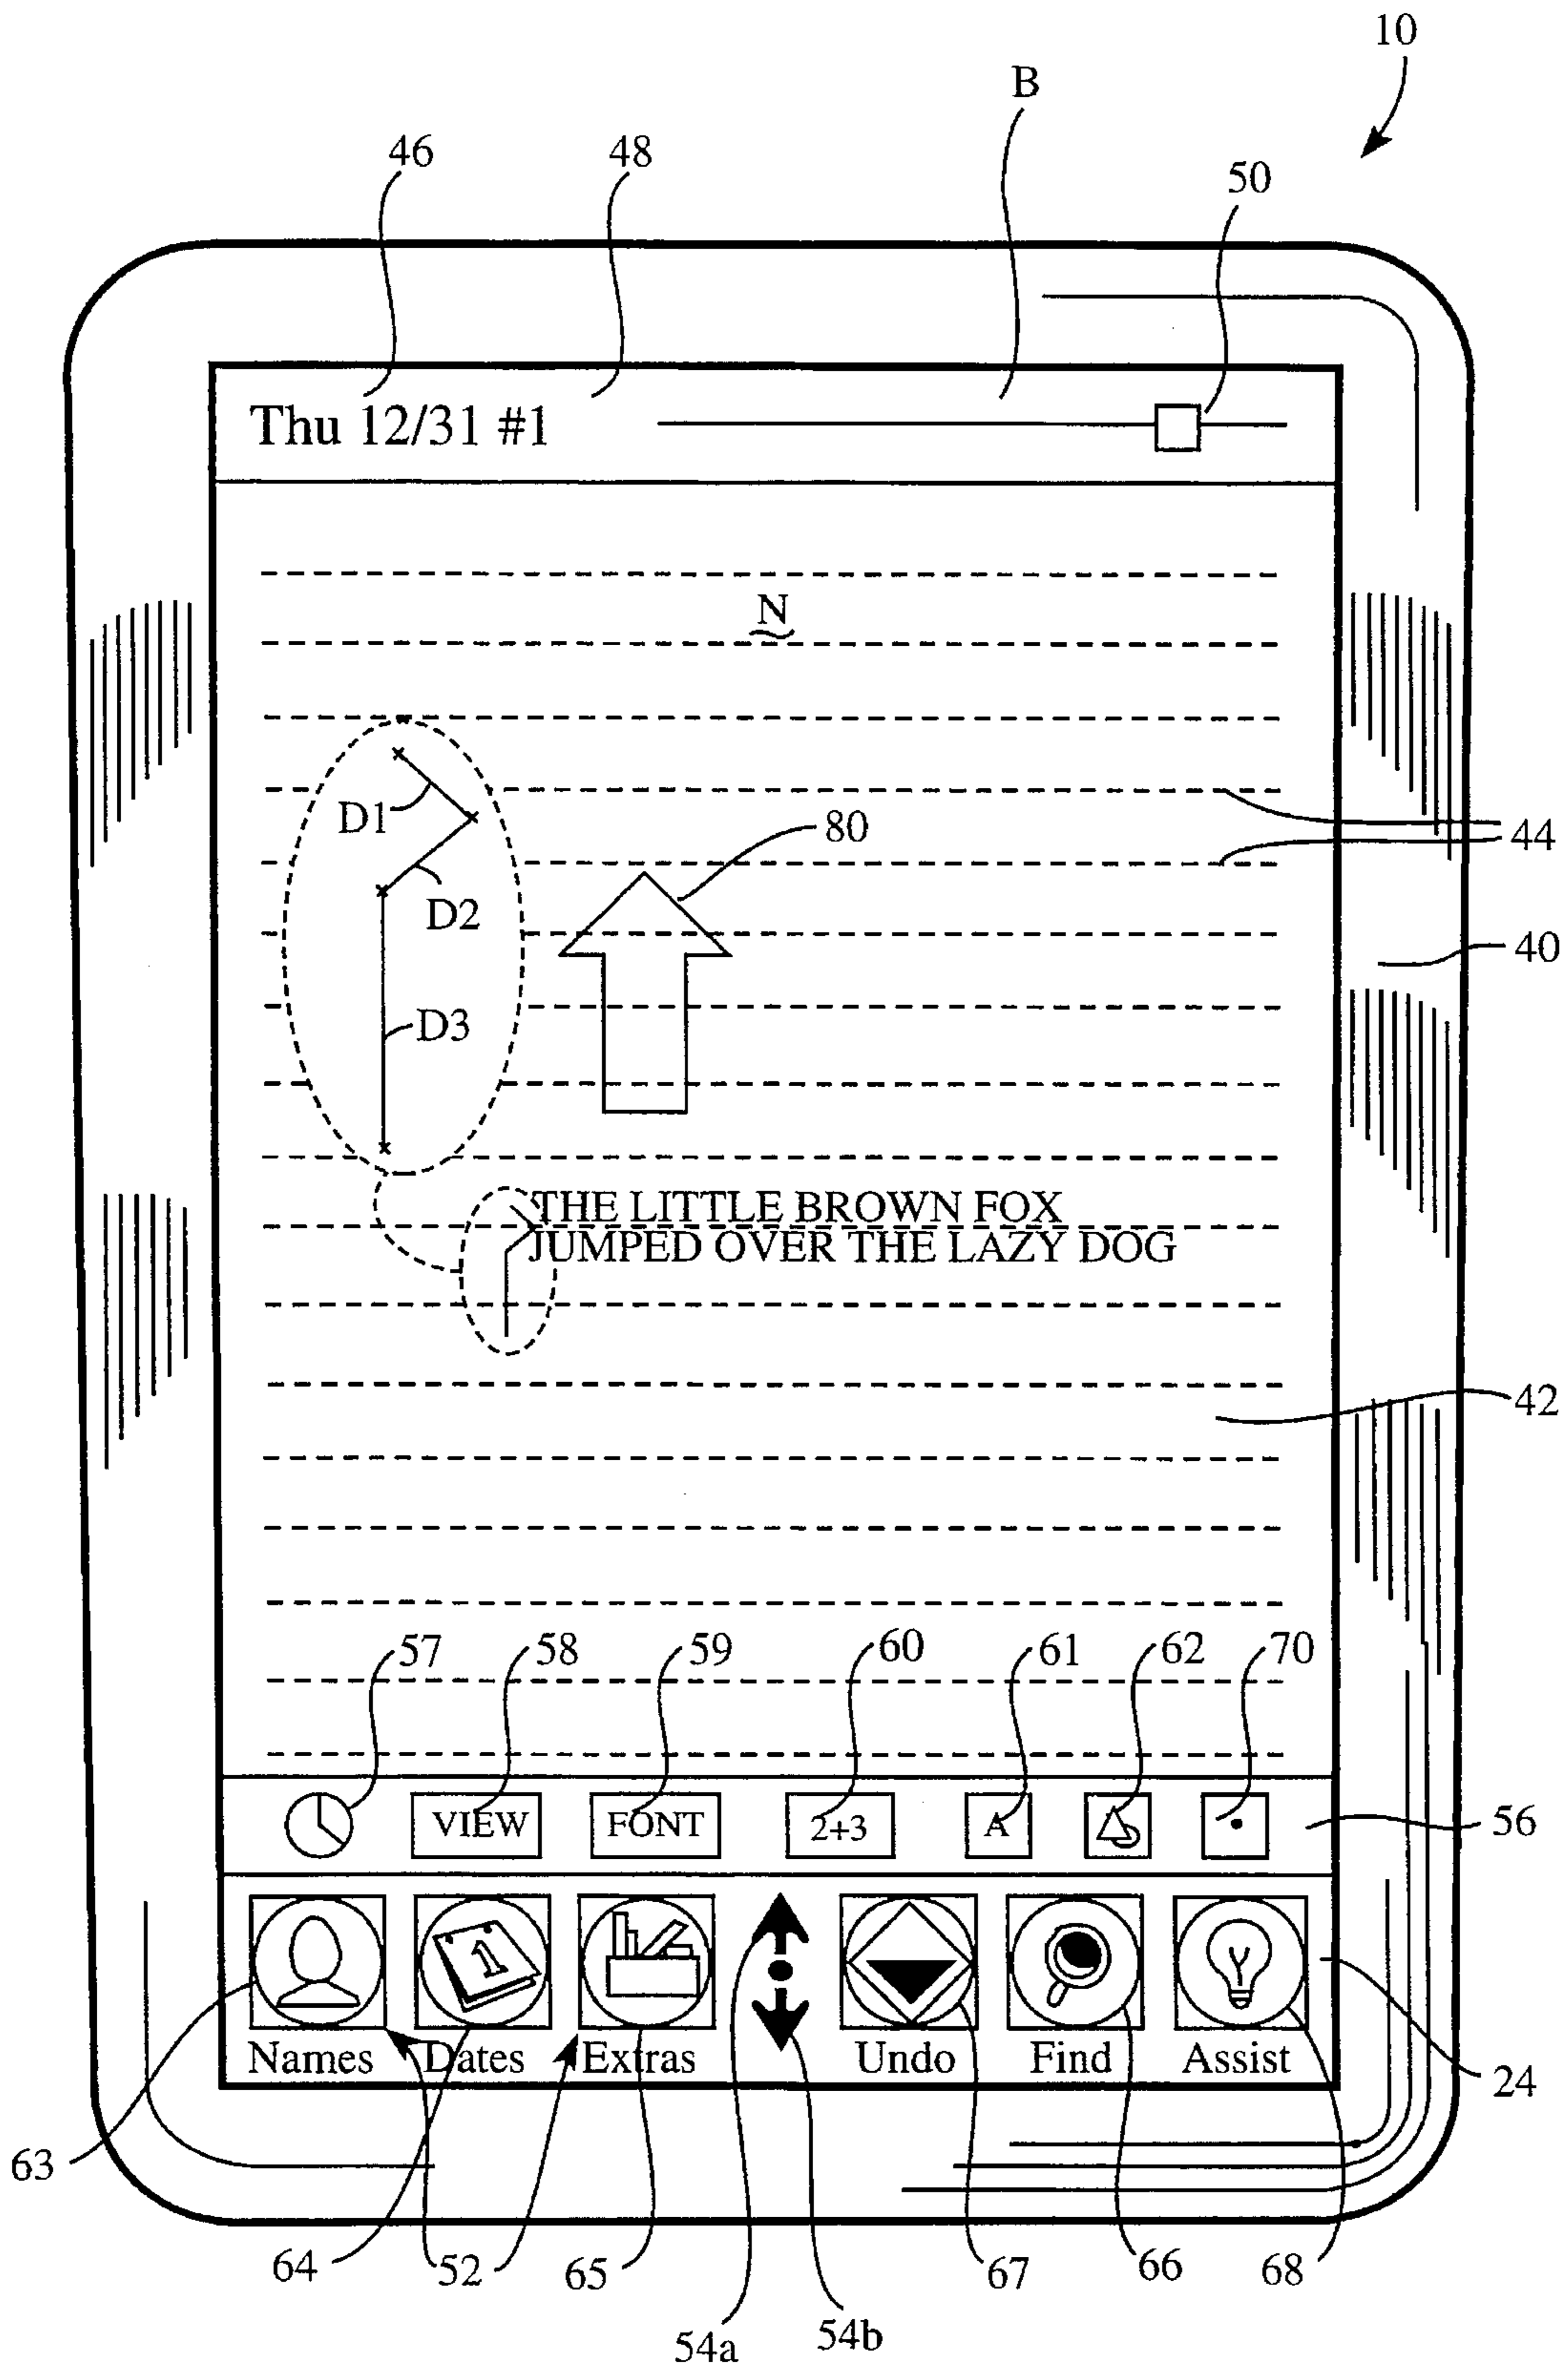 10
B
46
48
50
Thu 12/31 #1
N
D1
80
44
D2
40
D3
THE LITTLE BROWN FOX
JUMPED OVER THE LAZY DOG
42
57
58
59
60
61
62
70
VIEW
FONT
2+3
A
56
1
Names
Dates
Extras
Undo
Find
Assist
24
63
64
52
65
67
66
68
54a
54b